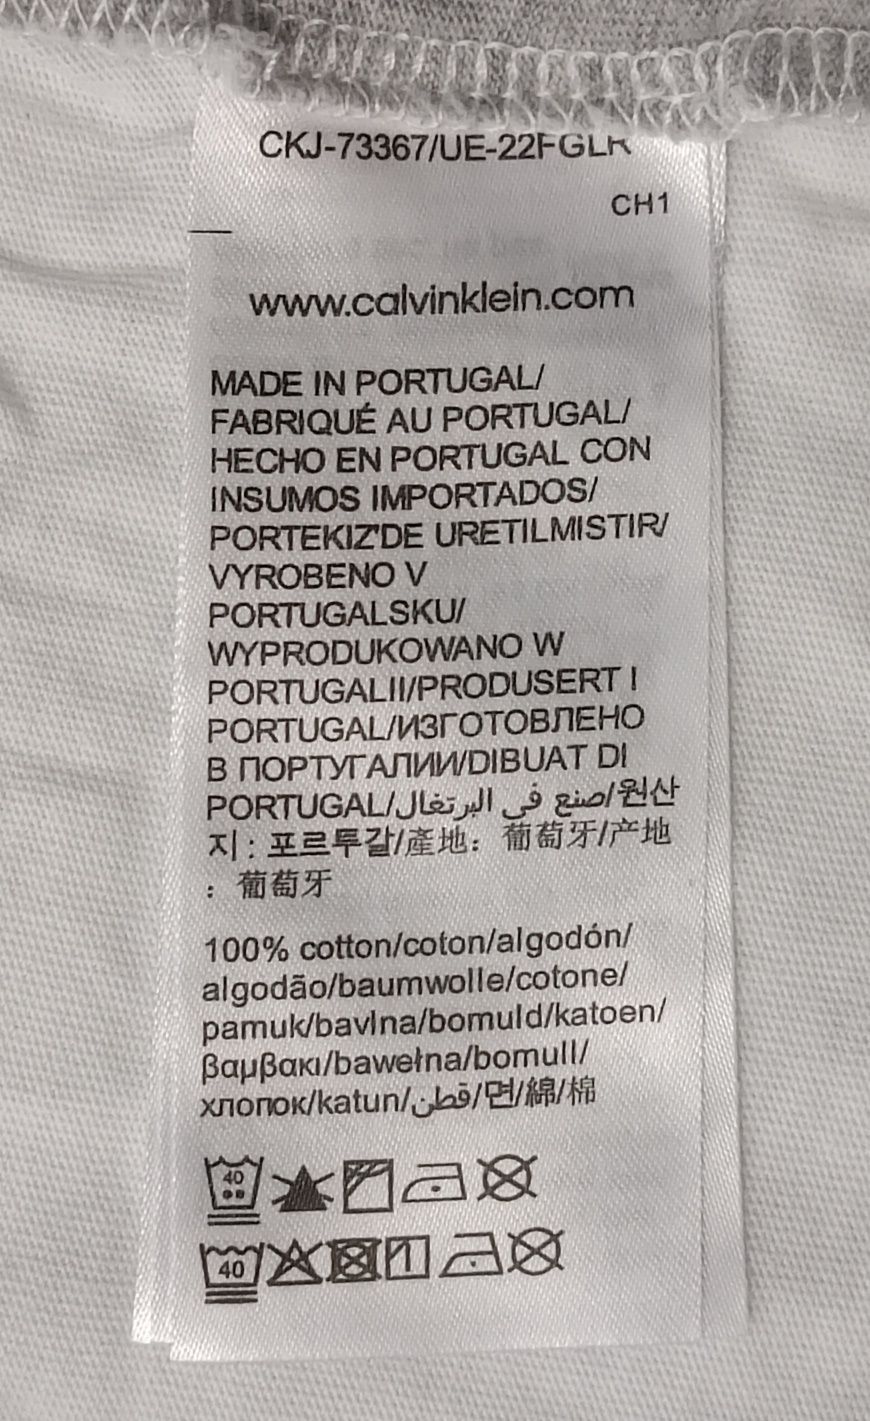 CKJ-73367/UE-22FGLR
CH1
www.calvinklein.com
MADE IN PORTUGAL/
FABRIQUÉ AU PORTUGAL/
HECHO EN PORTUGAL CON
INSUMOS IMPORTADOS/
PORTEKIZ'DE URETILMISTIR/
VYROBENO V
PORTUGALSKU/
WYPRODUKOWANO W
PORTUGALII/PRODUSERT I
PORTUGAL/ИЗГОТОВЛЕНО
В ПОРТУГАЛИИ/DIBUAT DI
PORTUGAL/صنع في البرتغال/원산
지 : 포르투갈/產地：葡萄牙/产地
：葡萄牙
100% cotton/coton/algodón/
algodão/baumwolle/cotone/
pamuk/bavlna/bomuld/katoen/
βαμβακι/bawełna/bomull/
хлопок/katun/قطن/면/綿/棉
40
40